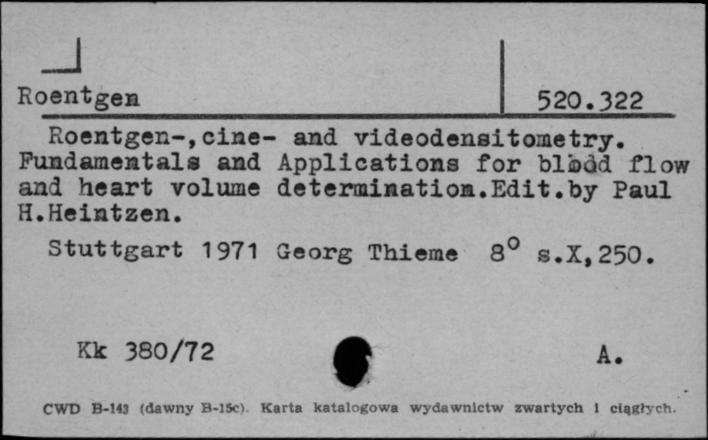 Roentgen 520.322
Roentgen-,cine- and videodensitometry.
Fundamentals and Applications for blood flow
and heart volume determination.Edit.by Paul
H.Heintzen.
Stuttgart 1971 Georg Thieme 8° s.X,250.
Kk 380/72 A.
CWD B-143 (dawny B-15c). Karta katalogowa wydawnictw zwartych i ciągłych.